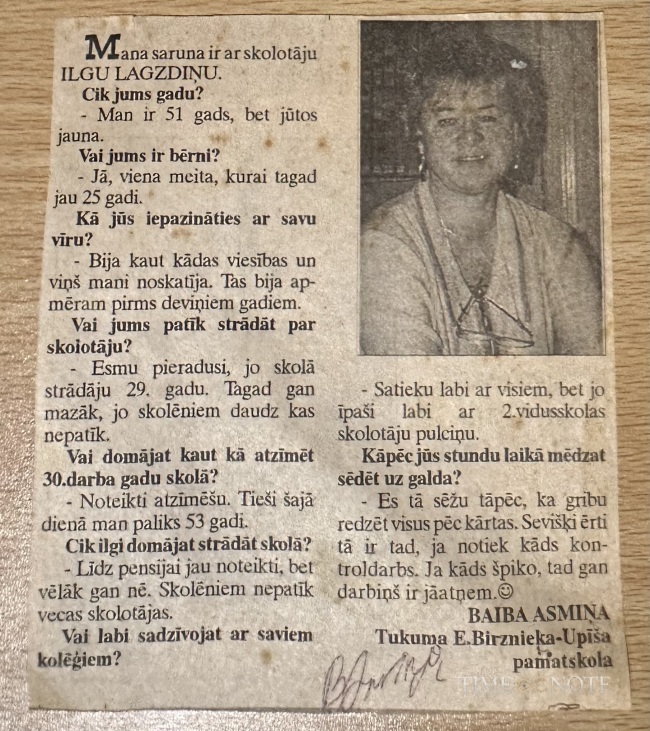 Mana saruna ir ar skolotāju
ILGU LAGZDIŅU.
Cik jums gadu?
- Man ir 51 gads, bet jūtos
jauna.
Vai jums ir bērni?
- Jā, viena meita, kurai tagad
jau 25 gadi.
Kā jūs iepazināties ar savu
vīru?
- Bija kaut kādas viesības un
viņš mani noskatīja. Tas bija ap-
mēram pirms deviņiem gadiem.
Vai jums patīk strādāt par
skolotāju?
- Esmu pieradusi, jo skolā
strādāju 29. gadu. Tagad gan
mazāk, jo skolēniem daudz kas
nepatīk.
Vai domājat kaut kā atzīmēt
30.darba gadu skolā?
- Noteikti atzīmēšu. Tieši šajā
dienā man paliks 53 gadi.
Cik ilgi domājat strādāt skolā?
- Līdz pensijai jau noteikti, bet
vēlāk gan nē. Skolēniem nepatīk
vecas skolotājas.
Vai labi sadzīvojat ar saviem
kolēģiem?
- Satieku labi ar visiem, bet jo
īpaši labi ar 2.vidusskolas
skolotāju pulciņu.
Kāpēc jūs stundu laikā mēdzat
sēdēt uz galda?
- Es tā sēžu tāpēc, ka gribu
redzēt visus pēc kārtas. Sevišķi ērti
tā ir tad, ja notiek kāds kon-
troldarbs. Ja kāds špiko, tad gan
darbiņš ir jāatņem.☺
BAIBA ASMIŅA
Tukuma E.Birznieka-Upīša
pamatskola
TIME NOTE